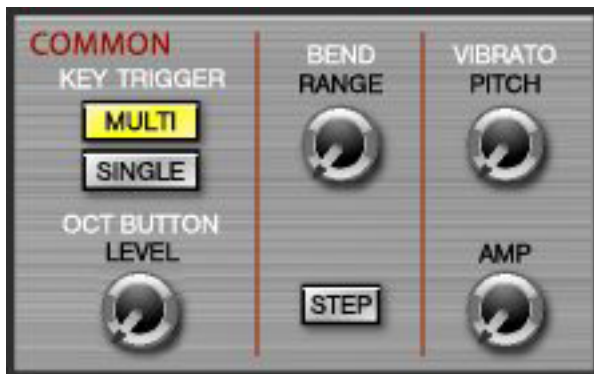 COMMON
KEY TRIGGER
MULTI
SINGLE
OCT BUTTON
LEVEL
BEND
RANGE
STEP
VIBRATO
PITCH
AMP